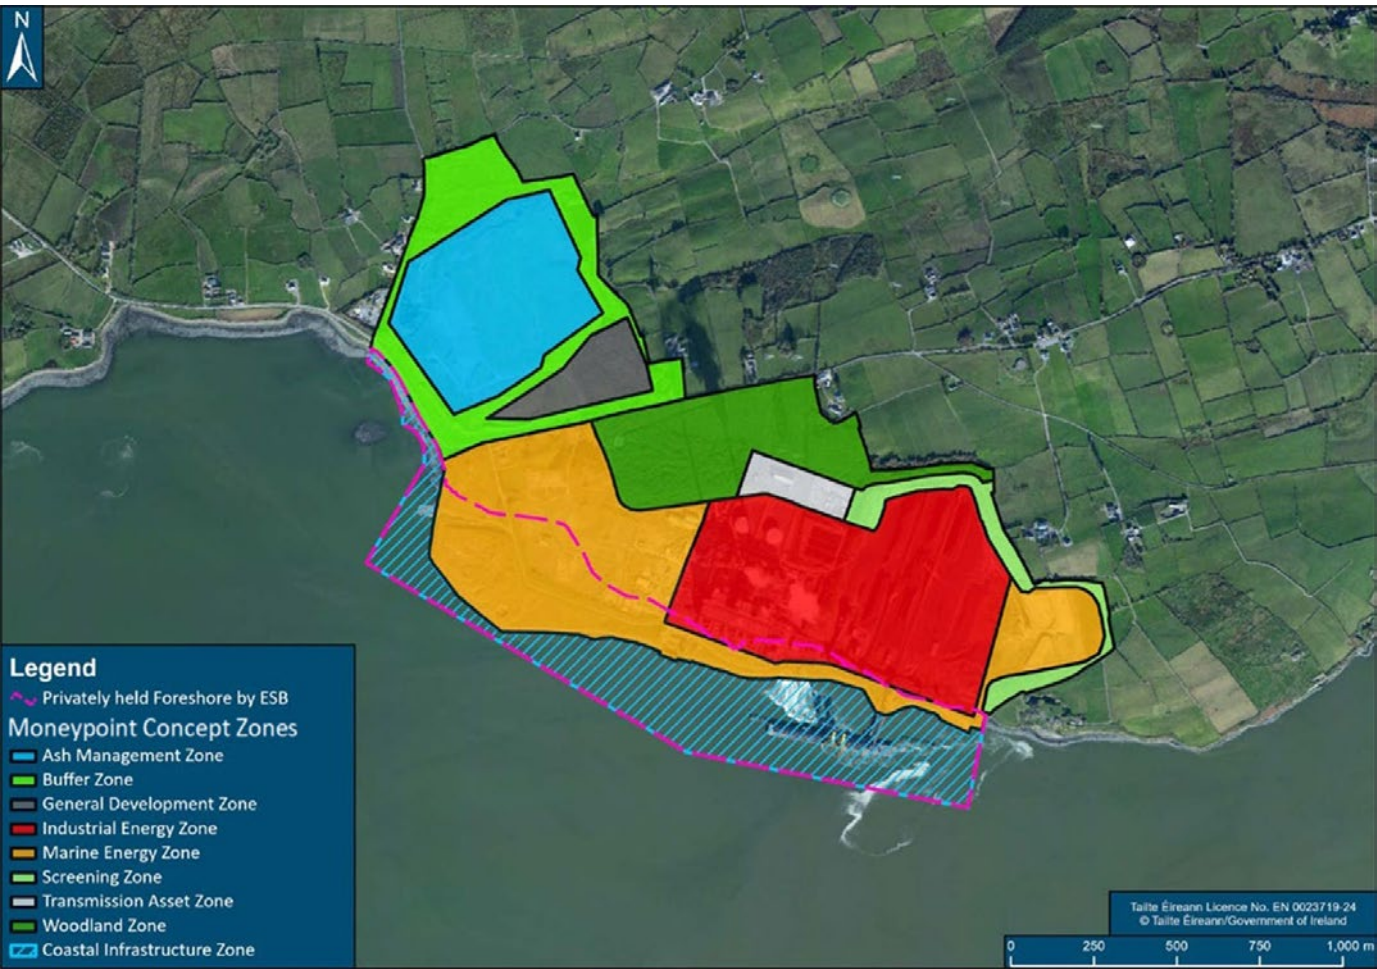 N
Legend
Privately held Foreshore by ESB
Moneypoint Concept Zones
Ash Management Zone
Buffer Zone
General Development Zone
Industrial Energy Zone
Marine Energy Zone
Screening Zone
Transmission Asset Zone
Woodland Zone
Coastal Infrastructure Zone
Tailte Éireann Licence No. EN 0023719-24
© Tailte Éireann/Government of Ireland
0 250 500 750 1,000 m